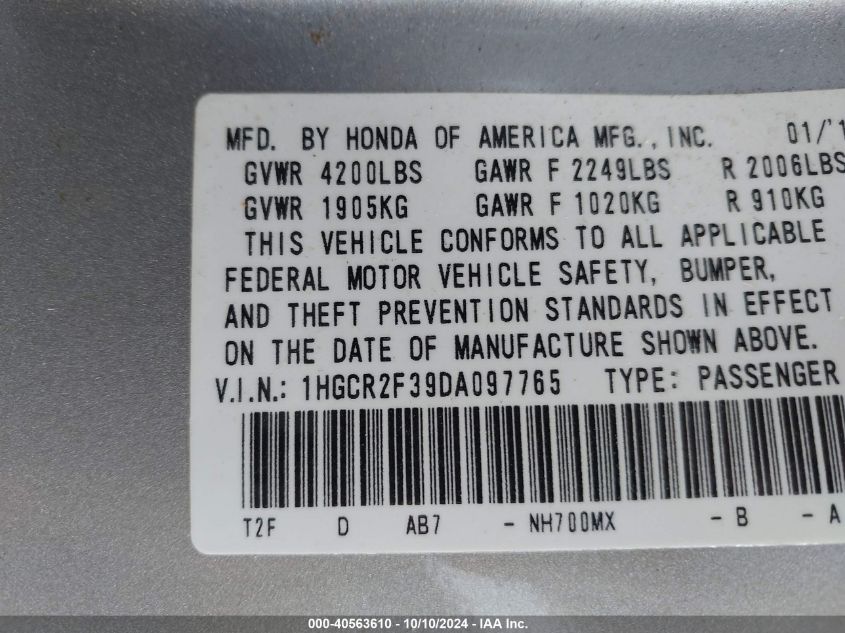 MFD. BY HONDA OF AMERICA MFG., INC. 01/'1
GVWR 4200LBS GAWR F 2249LBS R 2006LBS
GVWR 1905KG GAWR F 1020KG R 910KG
THIS VEHICLE CONFORMS TO ALL APPLICABLE
FEDERAL MOTOR VEHICLE SAFETY, BUMPER,
AND THEFT PREVENTION STANDARDS IN EFFECT
ON THE DATE OF MANUFACTURE SHOWN ABOVE.
V.I.N.: 1HGCR2F39DA097765 TYPE: PASSENGER
T2F D AB7 - NH700MX - B - A
000-40563610 - 10/10/2024 - IAA Inc.